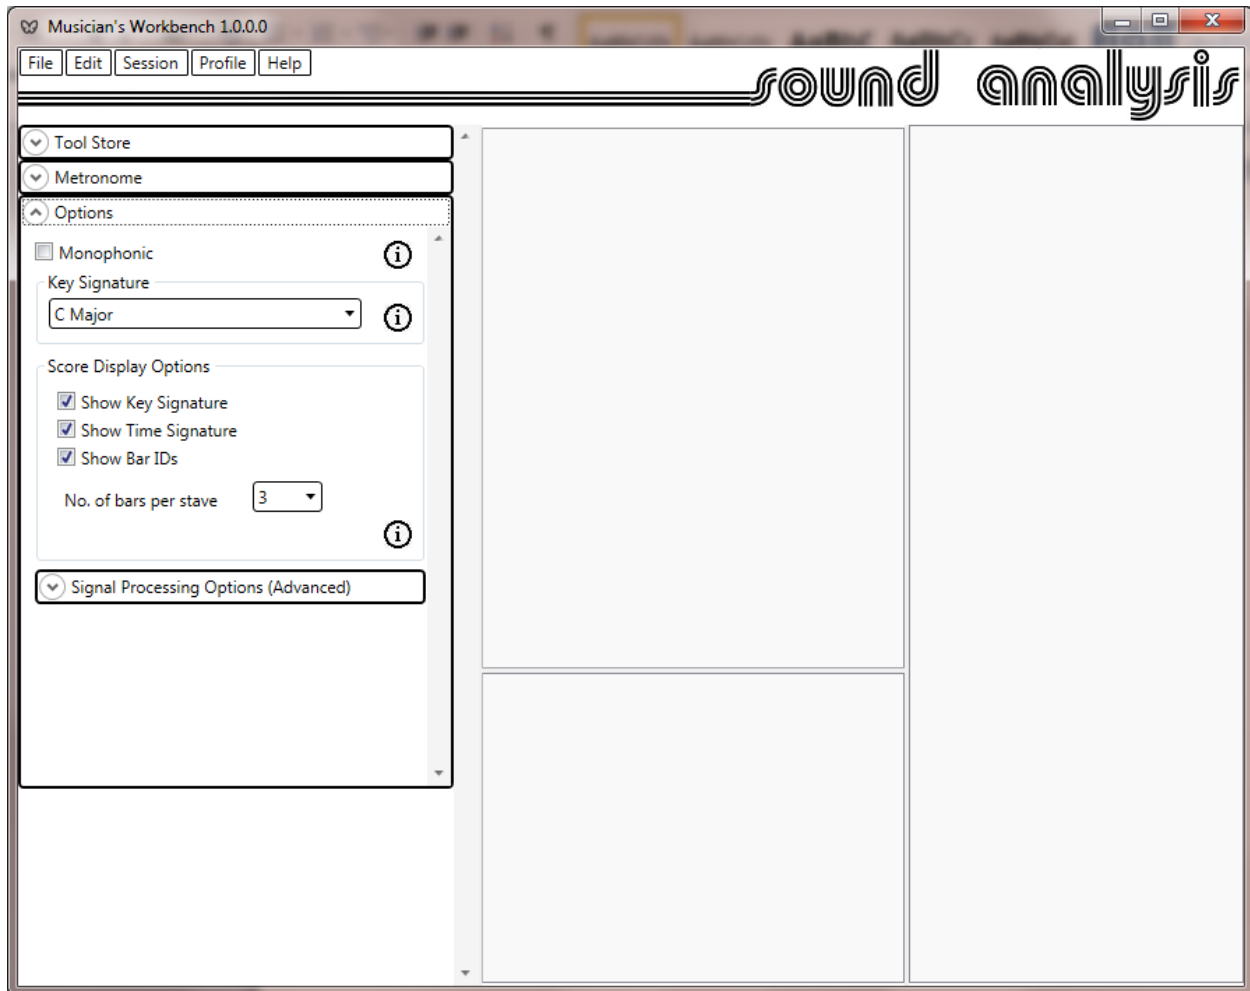 Musician's Workbench 1.0.0.0
File Edit Session Profile Help
sound analysis
Tool Store
Metronome
Options
Monophonic
Key Signature
C Major
Score Display Options
Show Key Signature
Show Time Signature
Show Bar IDs
No. of bars per stave 3
Signal Processing Options (Advanced)